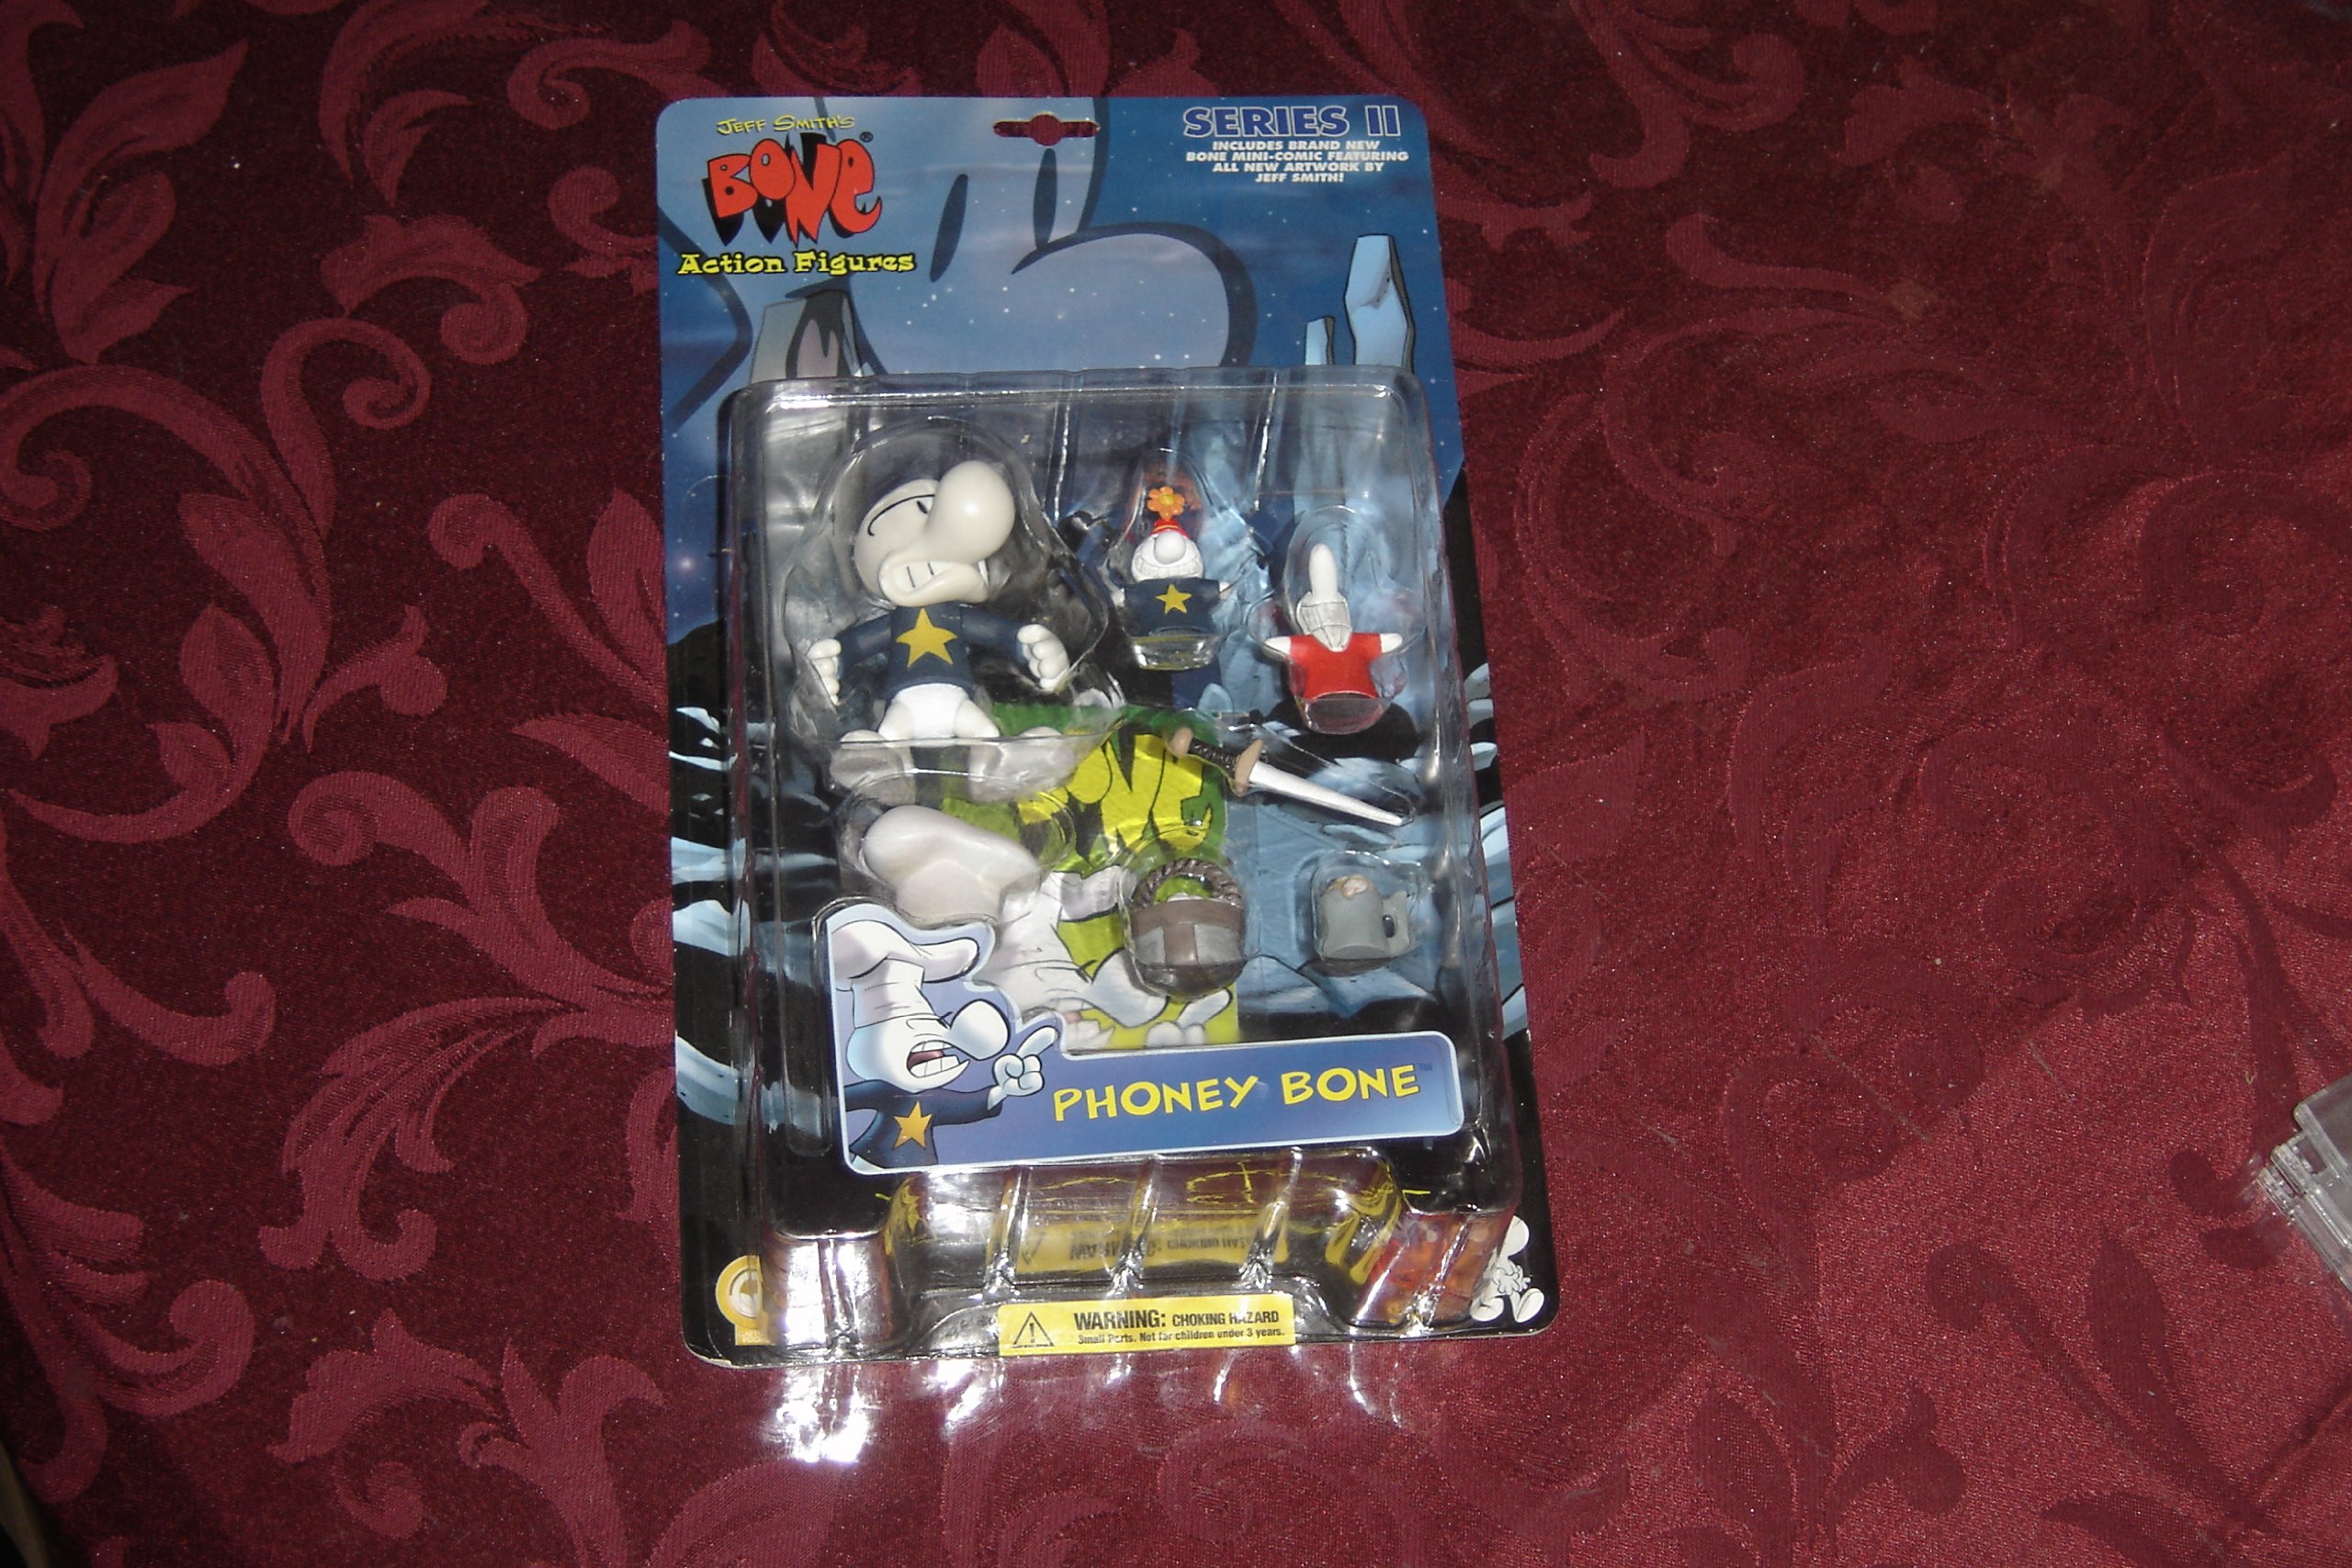 JEFF SMITH'S
BONE®
Action Figures
SERIES II
INCLUDES BRAND NEW
BONE MINI-COMIC FEATURING
ALL NEW ARTWORK BY
JEFF SMITH!
BONE
PHONEY BONE™
WARNING: CHOKING HAZARD
Small Parts. Not for children under 3 years.